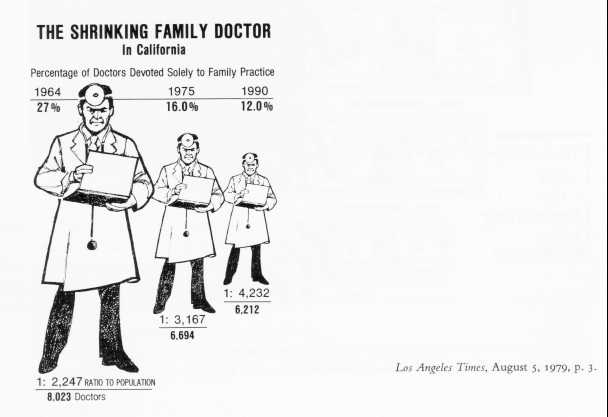 THE SHRINKING FAMILY DOCTOR
In California
Percentage of Doctors Devoted Solely to Family Practice
1964 1975 1990
27% 16.0% 12.0%
1: 4,232
6,212
1: 3,167
6.694
1: 2,247 RATIO TO POPULATION
8.023 Doctors
Los Angeles Times, August 5, 1979, p. 3.